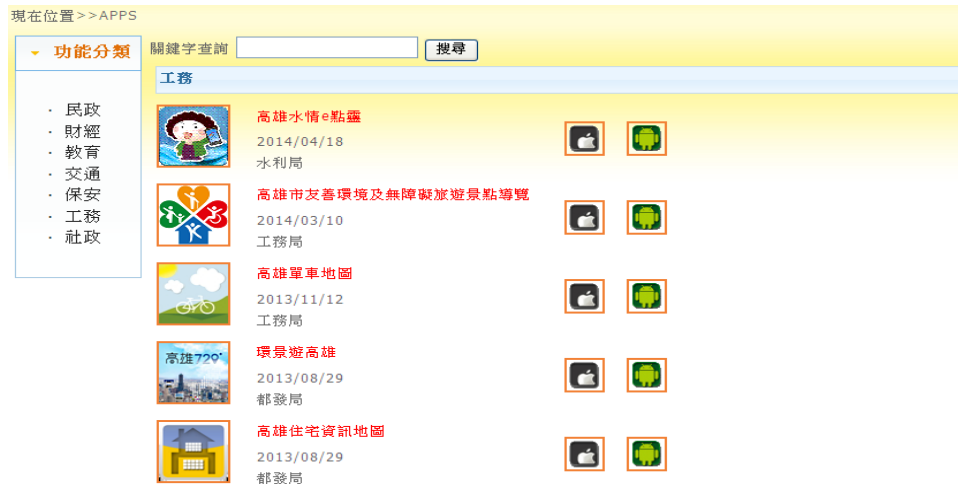 現在位置>>APPS
功能分類
· 民政
· 財經
· 教育
· 交通
· 保安
· 工務
· 社政
關鍵字查詢 搜尋
工務
高雄水情e點靈
2014/04/18
水利局
高雄市友善環境及無障礙旅遊景點導覽
2014/03/10
工務局
高雄單車地圖
2013/11/12
工務局
高雄729°
環景遊高雄
2013/08/29
都發局
高雄住宅資訊地圖
2013/08/29
都發局